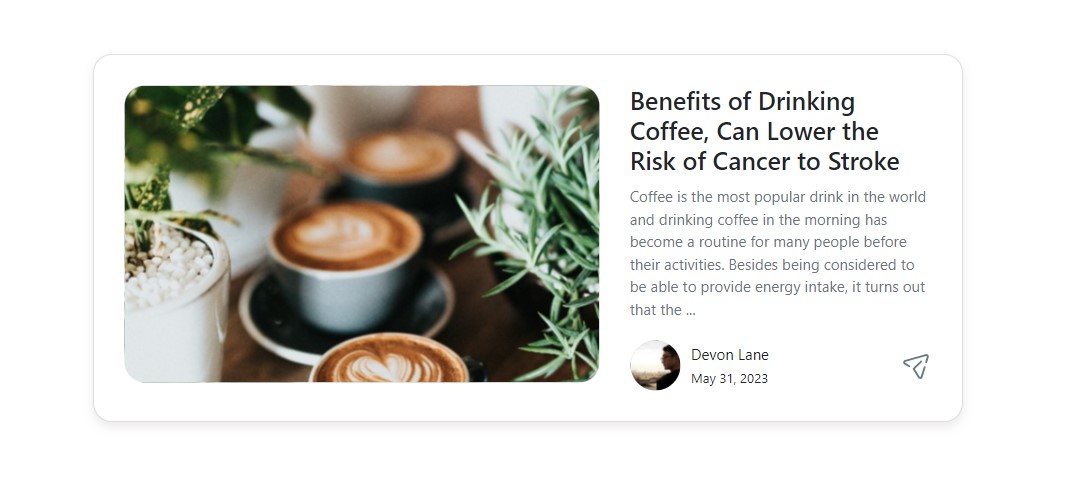 Benefits of Drinking
Coffee, Can Lower the
Risk of Cancer to Stroke
Coffee is the most popular drink in the world
and drinking coffee in the morning has
become a routine for many people before
their activities. Besides being considered to
be able to provide energy intake, it turns out
that the ...
Devon Lane
May 31, 2023